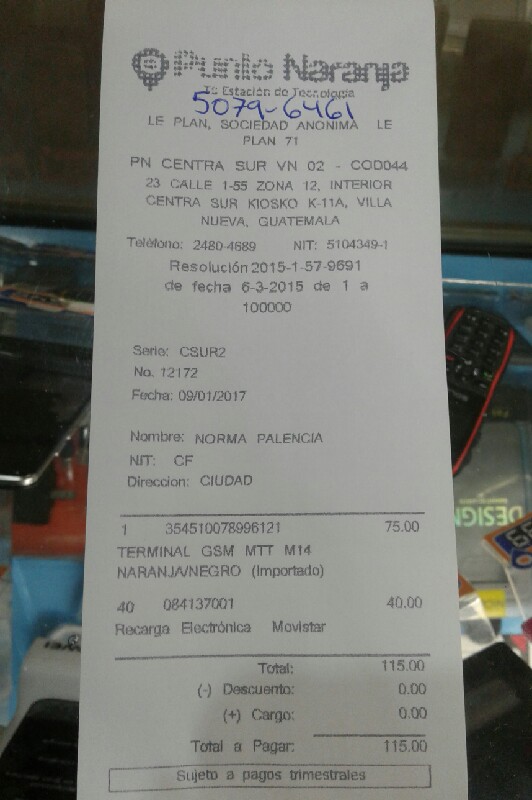 Punto Naranja
Tu Estación de Tecnología
5079-6461
LE PLAN, SOCIEDAD ANONIMA LE
PLAN 71
PN CENTRA SUR VN 02 - COD044
23 CALLE 1-55 ZONA 12, INTERIOR
CENTRA SUR KIOSKO K-11A, VILLA
NUEVA, GUATEMALA
Teléfono: 2480-4689 NIT: 5104349-1
Resolución 2015-1-57-9691
de fecha 6-3-2015 de 1 a
100000
Serie: CSUR2
No. 12172
Fecha: 09/01/2017
Nombre: NORMA PALENCIA
NIT: CF
Direccion: CIUDAD
1 354510078996121 75.00
TERMINAL GSM MTT M14
NARANJA/NEGRO (Importado)
40 084137001 40.00
Recarga Electrónica Movistar
Total: 115.00
(-) Descuento: 0.00
(+) Cargo: 0.00
Total a Pagar: 115.00
Sujeto a pagos trimestrales
DESIGN